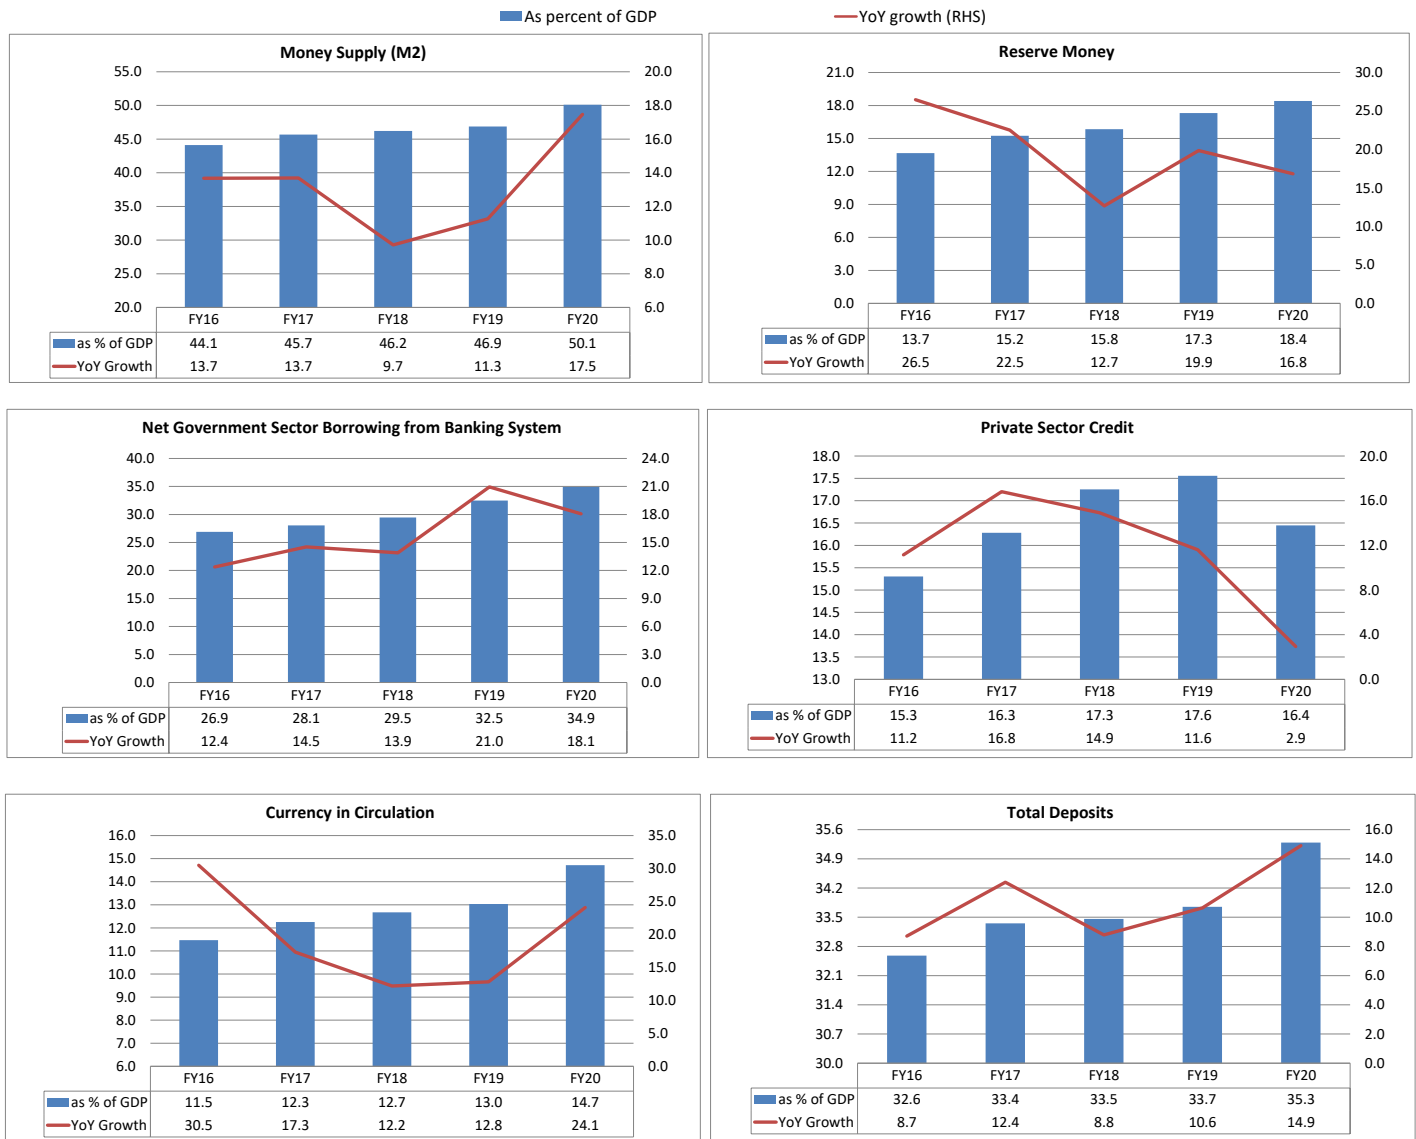 As percent of GDP YoY growth (RHS)
Money Supply (M2)
55.0 20.0
50.0 18.0
45.0 16.0
40.0 14.0
35.0 12.0
30.0 10.0
25.0 8.0
20.0 6.0
FY16 FY17 FY18 FY19 FY20
as % of GDP 44.1 45.7 46.2 46.9 50.1
YoY Growth 13.7 13.7 9.7 11.3 17.5
Reserve Money
21.0 30.0
18.0 25.0
15.0 20.0
12.0 15.0
9.0 10.0
6.0 5.0
3.0 0.0
0.0
FY16 FY17 FY18 FY19 FY20
as % of GDP 13.7 15.2 15.8 17.3 18.4
YoY Growth 26.5 22.5 12.7 19.9 16.8
Net Government Sector Borrowing from Banking System
40.0 24.0
35.0 21.0
30.0 18.0
25.0 15.0
20.0 12.0
15.0 9.0
10.0 6.0
5.0 3.0
0.0 0.0
FY16 FY17 FY18 FY19 FY20
as % of GDP 26.9 28.1 29.5 32.5 34.9
YoY Growth 12.4 14.5 13.9 21.0 18.1
Private Sector Credit
18.0 20.0
17.5
17.0 16.0
16.5
16.0 12.0
15.5
15.0 8.0
14.5
14.0 4.0
13.5
13.0 0.0
FY16 FY17 FY18 FY19 FY20
as % of GDP 15.3 16.3 17.3 17.6 16.4
YoY Growth 11.2 16.8 14.9 11.6 2.9
Currency in Circulation
16.0 35.0
15.0 30.0
14.0 25.0
13.0 20.0
12.0 15.0
11.0 10.0
10.0 5.0
9.0 0.0
8.0
7.0
6.0
FY16 FY17 FY18 FY19 FY20
as % of GDP 11.5 12.3 12.7 13.0 14.7
YoY Growth 30.5 17.3 12.2 12.8 24.1
Total Deposits
35.6 16.0
34.9 14.0
34.2 12.0
33.5 10.0
32.8 8.0
32.1 6.0
31.4 4.0
30.7 2.0
30.0 0.0
FY16 FY17 FY18 FY19 FY20
as % of GDP 32.6 33.4 33.5 33.7 35.3
YoY Growth 8.7 12.4 8.8 10.6 14.9